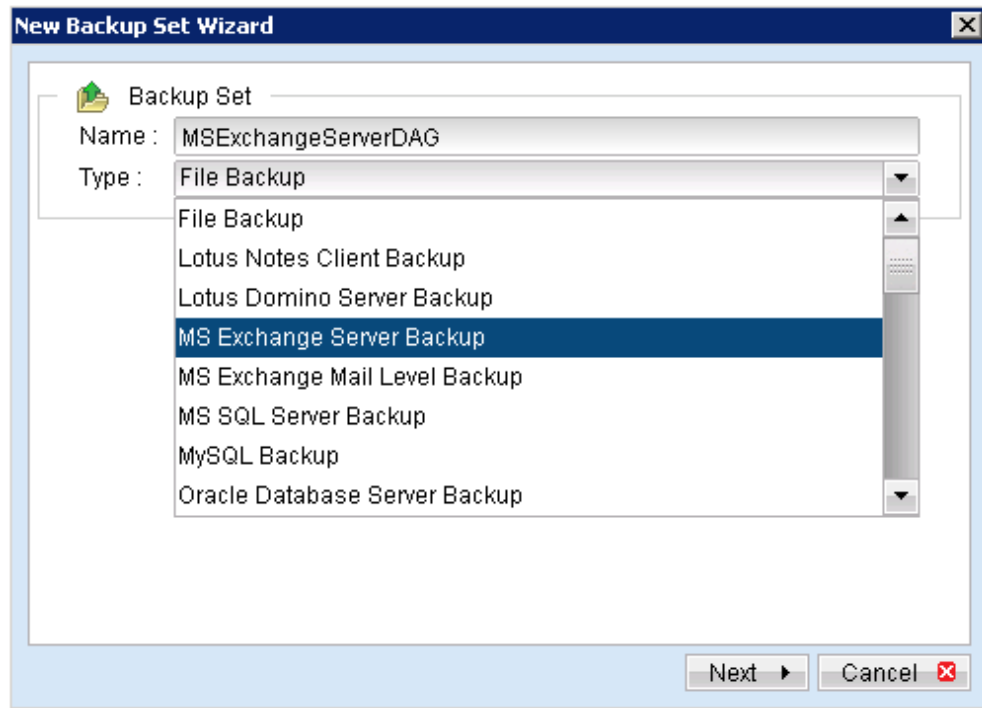 New Backup Set Wizard
Backup Set
Name : MSExchangeServerDAG
Type : File Backup
File Backup
Lotus Notes Client Backup
Lotus Domino Server Backup
MS Exchange Server Backup
MS Exchange Mail Level Backup
MS SQL Server Backup
MySQL Backup
Oracle Database Server Backup
Next Cancel